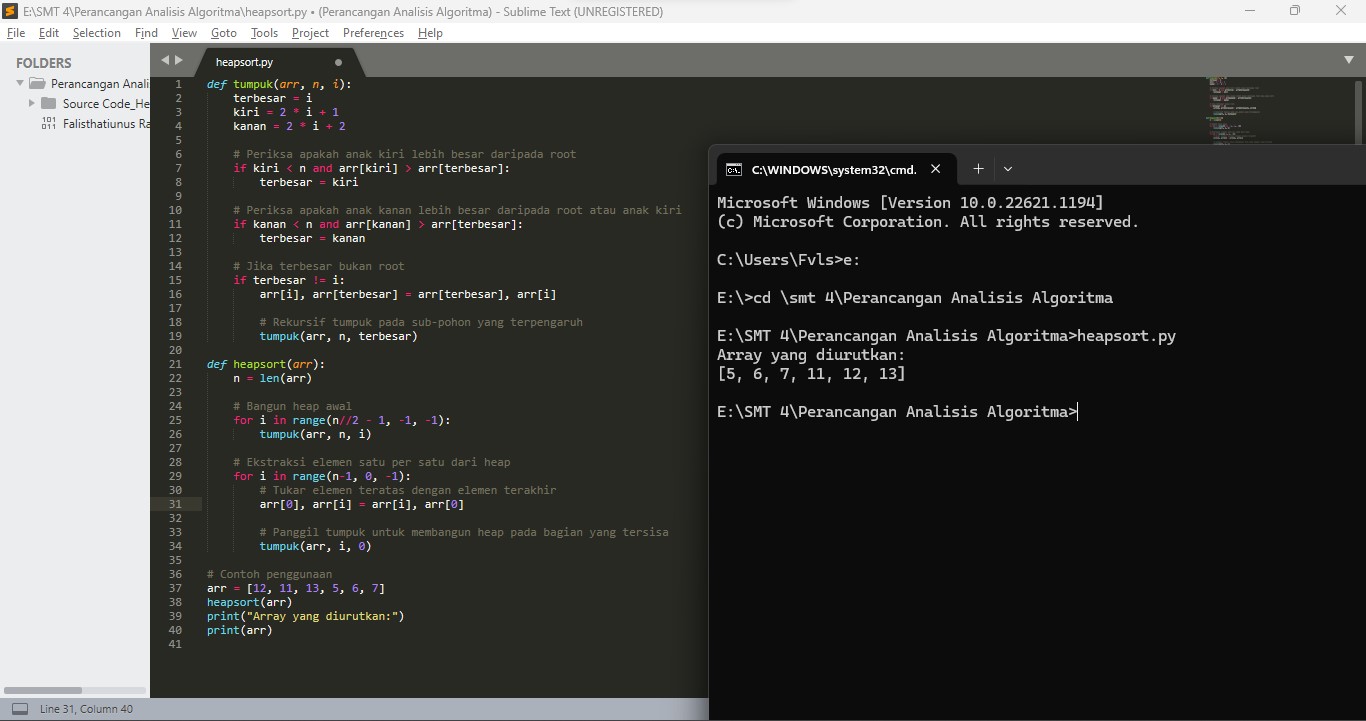 E:\SMT 4\Perancangan Analisis Algoritma\heapsort.py • (Perancangan Analisis Algoritma) - Sublime Text (UNREGISTERED)
File Edit Selection Find View Goto Tools Project Preferences Help
FOLDERS
Perancangan Anali
Source Code_He
Falisthatiunus Ra
heapsort.py
1 def tumpuk(arr, n, i):
2 terbesar = i
3 kiri = 2 * i + 1
4 kanan = 2 * i + 2
5
6 # Periksa apakah anak kiri lebih besar daripada root
7 if kiri < n and arr[kiri] > arr[terbesar]:
8 terbesar = kiri
9
10 # Periksa apakah anak kanan lebih besar daripada root atau anak kiri
11 if kanan < n and arr[kanan] > arr[terbesar]:
12 terbesar = kanan
13
14 # Jika terbesar bukan root
15 if terbesar != i:
16 arr[i], arr[terbesar] = arr[terbesar], arr[i]
17
18 # Rekursif tumpuk pada sub-pohon yang terpengaruh
19 tumpuk(arr, n, terbesar)
20
21 def heapsort(arr):
22 n = len(arr)
23
24 # Bangun heap awal
25 for i in range(n//2 - 1, -1, -1):
26 tumpuk(arr, n, i)
27
28 # Ekstraksi elemen satu per satu dari heap
29 for i in range(n-1, 0, -1):
30 # Tukar elemen teratas dengan elemen terakhir
31 arr[0], arr[i] = arr[i], arr[0]
32
33 # Panggil tumpuk untuk membangun heap pada bagian yang tersisa
34 tumpuk(arr, i, 0)
35
36 # Contoh penggunaan
37 arr = [12, 11, 13, 5, 6, 7]
38 heapsort(arr)
39 print("Array yang diurutkan:")
40 print(arr)
41
Line 31, Column 40
C:\WINDOWS\system32\cmd.
Microsoft Windows [Version 10.0.22621.1194]
(c) Microsoft Corporation. All rights reserved.
C:\Users\Fvls>e:
E:\>cd \smt 4\Perancangan Analisis Algoritma
E:\SMT 4\Perancangan Analisis Algoritma>heapsort.py
Array yang diurutkan:
[5, 6, 7, 11, 12, 13]
E:\SMT 4\Perancangan Analisis Algoritma>